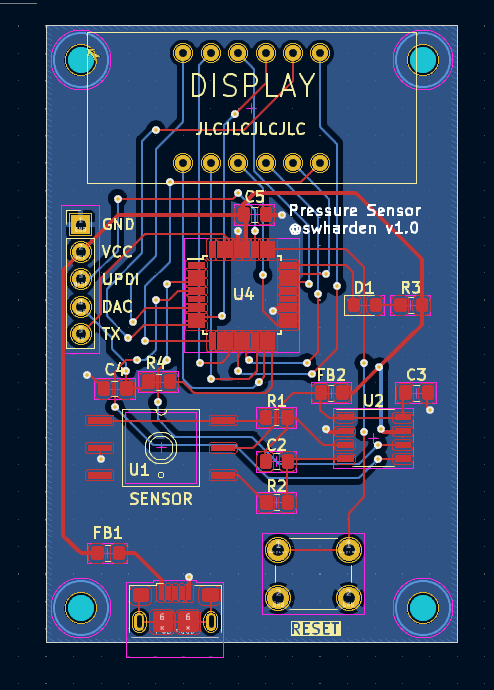 DISPLAY
JLCJLCJLCJLC
C5
Pressure Sensor
@swharden v1.0
GND
VCC
UPDI
DAC
TX
U4
D1
R3
C4
R4
FB2
C3
R1
U2
C2
U1
R2
SENSOR
FB1
RESET